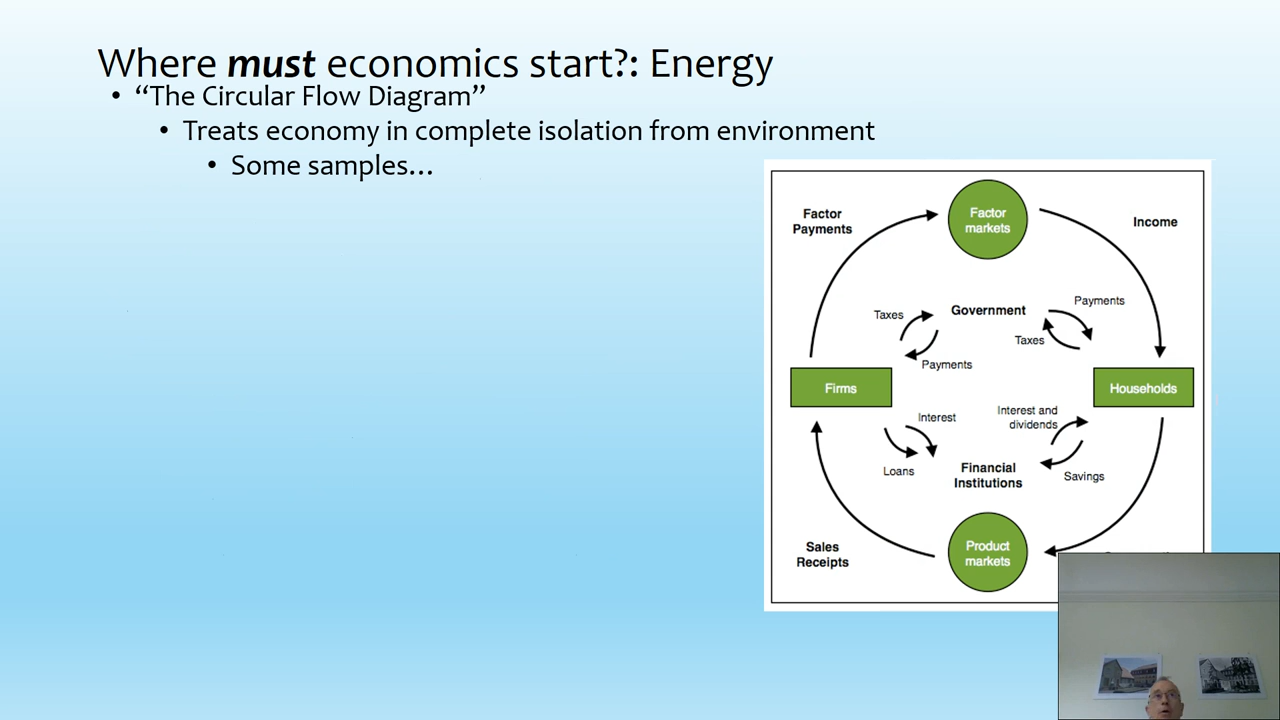 Where must economics start?: Energy
• “The Circular Flow Diagram”
• Treats economy in complete isolation from environment
• Some samples…
Factor
Payments
Factor
markets
Income
Taxes
Government
Payments
Taxes
Payments
Firms
Households
Interest
Interest and
dividends
Loans
Financial
Institutions
Savings
Sales
Receipts
Product
markets